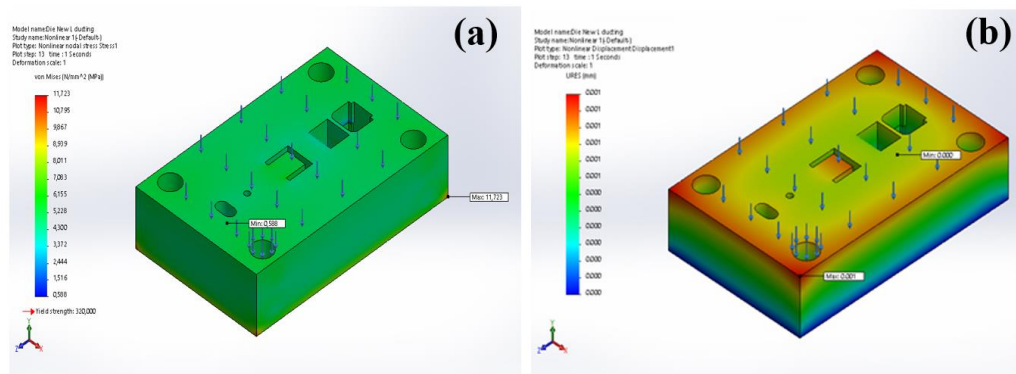 (a)
Model name:Die New L ducting
Study name:Nonlinear 1(-Default-)
Plot type: Nonlinear nodal stress Stress1
Plot step: 13 time : 1 Seconds
Deformation scale: 1
von Mises (N/mm^2 (MPa))
11,723
10,795
9,867
8,939
8,011
7,083
6,155
5,228
4,300
3,372
2,444
1,516
0,588
Yield strength:
Max: 11,723
Min: 0,588
Y
Z
X
(b)
Model name:Die New L ducting
Study name:Nonlinear 1(-Default-)
Plot type: Nonlinear Displacement Displacement1
Plot step: 13 time : 1 Seconds
Deformation scale: 1
URES (mm)
0.001
0.001
0.001
0.001
0.001
0.000
0.000
0.000
0.000
0.000
0.000
0.000
0.000
Min: 0.000
Max: 0.001
Y
Z
X